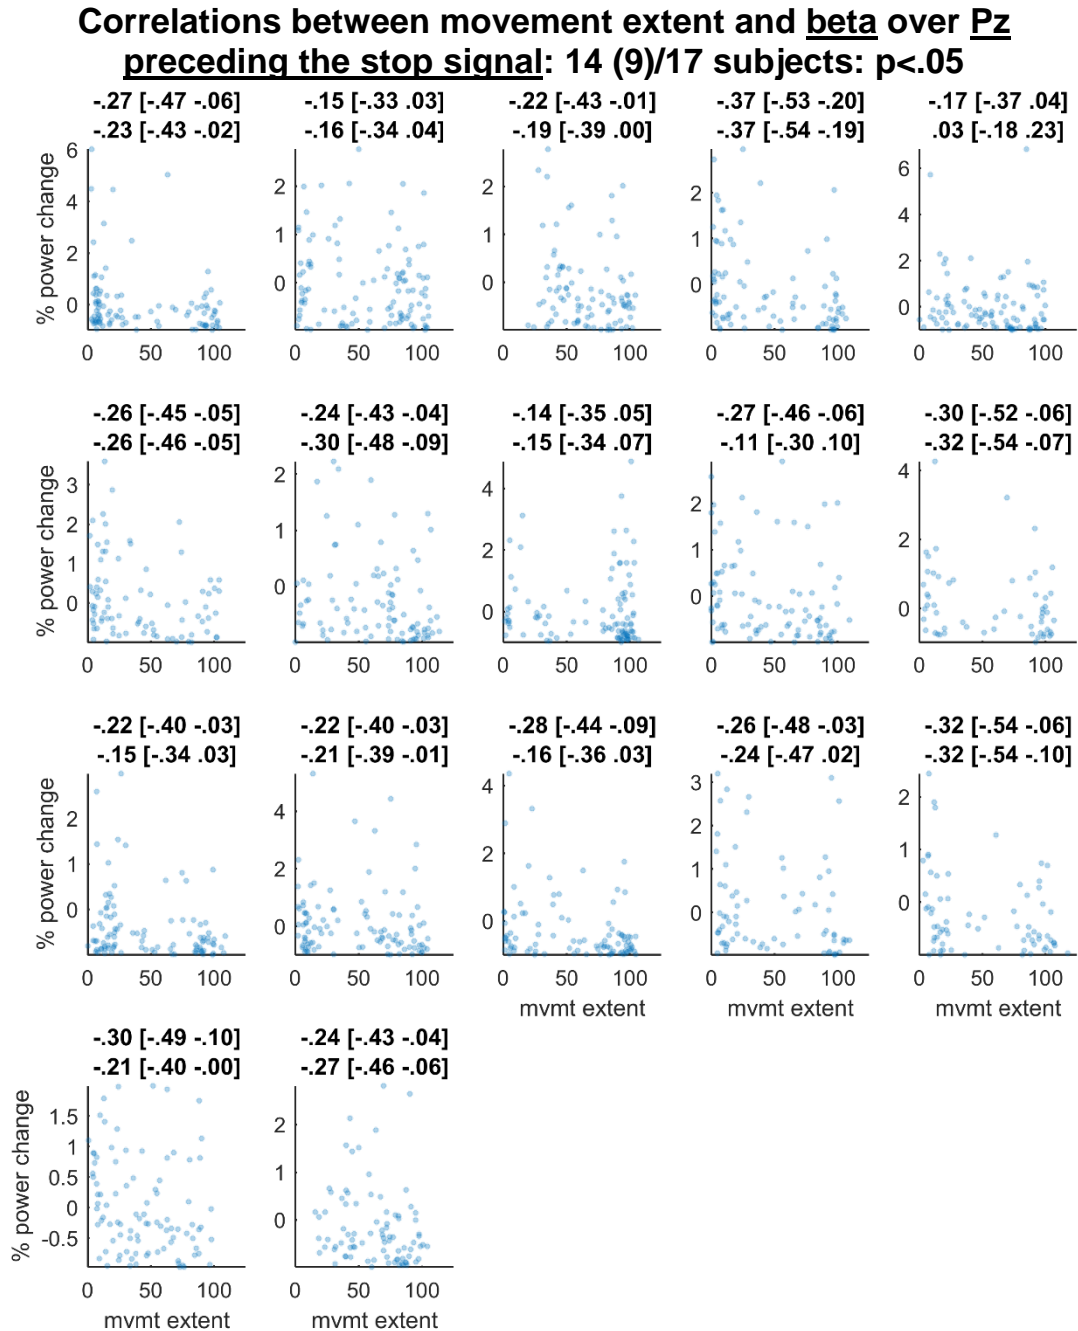 Correlations between movement extent and beta over Pz
preceding the stop signal: 14 (9)/17 subjects: p<.05
-.27 [-.47 -.06]
-.23 [-.43 -.02]
-.15 [-.33 .03]
-.16 [-.34 .04]
-.22 [-.43 -.01]
-.19 [-.39 .00]
-.37 [-.53 -.20]
-.37 [-.54 -.19]
-.17 [-.37 .04]
.03 [-.18 .23]
% power change
6
4
2
0
0 50 100
2
1
0
0 50 100
2
1
0
0 50 100
2
1
0
0 50 100
6
4
2
0
0 50 100
-.26 [-.45 -.05]
-.26 [-.46 -.05]
-.24 [-.43 -.04]
-.30 [-.48 -.09]
-.14 [-.35 .05]
-.15 [-.34 .07]
-.27 [-.46 -.06]
-.11 [-.30 .10]
-.30 [-.52 -.06]
-.32 [-.54 -.07]
% power change
3
2
1
0
0 50 100
2
1
0
0 50 100
4
2
0
0 50 100
2
1
0
0 50 100
4
2
0
0 50 100
-.22 [-.40 -.03]
-.15 [-.34 .03]
-.22 [-.40 -.03]
-.21 [-.39 -.01]
-.28 [-.44 -.09]
-.16 [-.36 .03]
-.26 [-.48 -.03]
-.24 [-.47 .02]
-.32 [-.54 -.06]
-.32 [-.54 -.10]
% power change
2
1
0
0 50 100
4
2
0
0 50 100
4
2
0
0 50 100
mvmt extent
3
2
1
0
0 50 100
mvmt extent
2
1
0
0 50 100
mvmt extent
-.30 [-.49 -.10]
-.21 [-.40 -.00]
-.24 [-.43 -.04]
-.27 [-.46 -.06]
% power change
1.5
1
0.5
0
-0.5
0 50 100
mvmt extent
2
1
0
0 50 100
mvmt extent